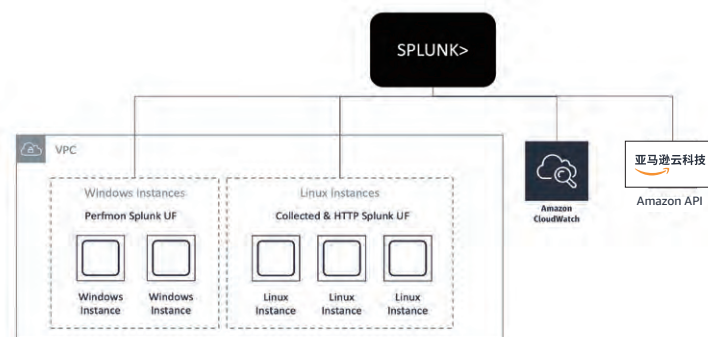 SPLUNK>
VPC
Windows Instances
Perfmon Splunk UF
Windows
Instance
Windows
Instance
Linux Instances
Collected & HTTP Splunk UF
Linux
Instance
Linux
Instance
Linux
Instance
Amazon
CloudWatch
亚马逊云科技
Amazon API